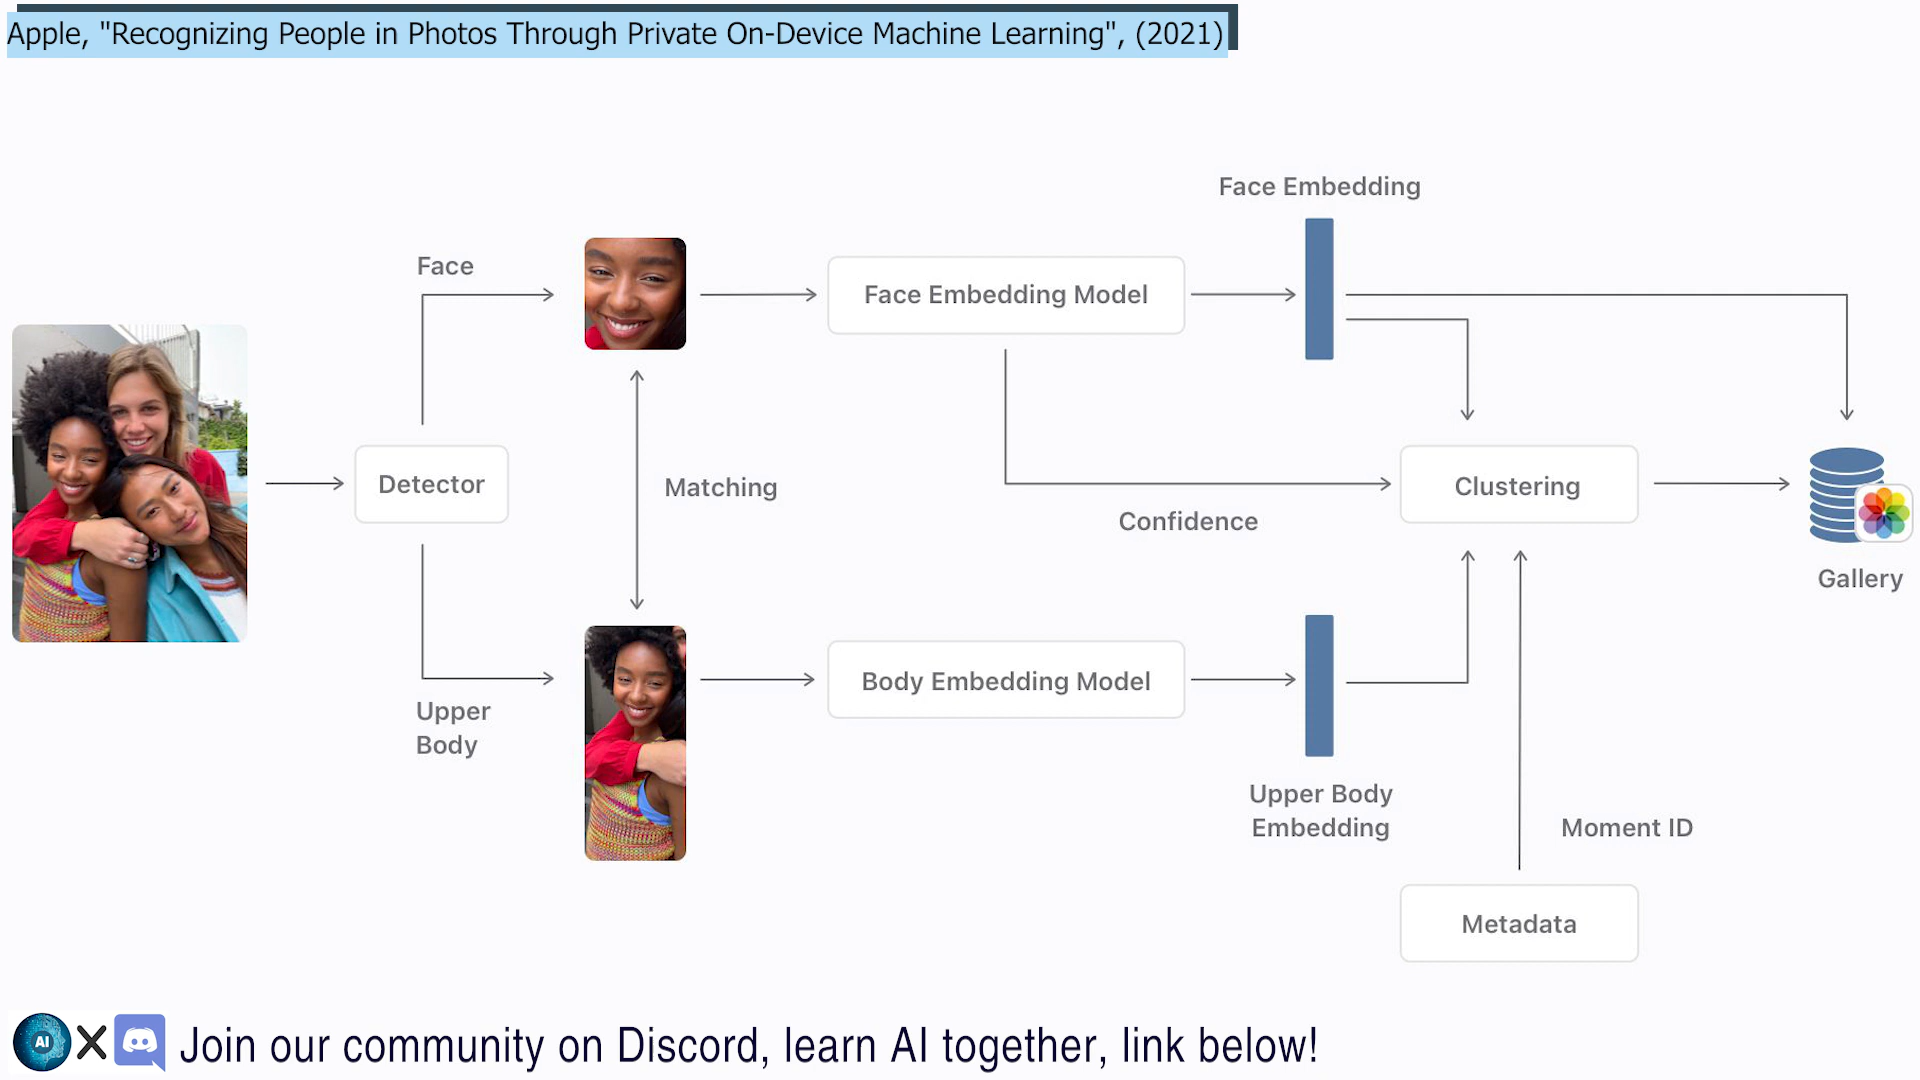 Apple, "Recognizing People in Photos Through Private On-Device Machine Learning", (2021)
Face Embedding
Face
Face Embedding Model
Detector
Matching
Clustering
Confidence
Gallery
Upper
Body
Body Embedding Model
Upper Body
Embedding
Moment ID
Metadata
AI
X
Join our community on Discord, learn AI together, link below!